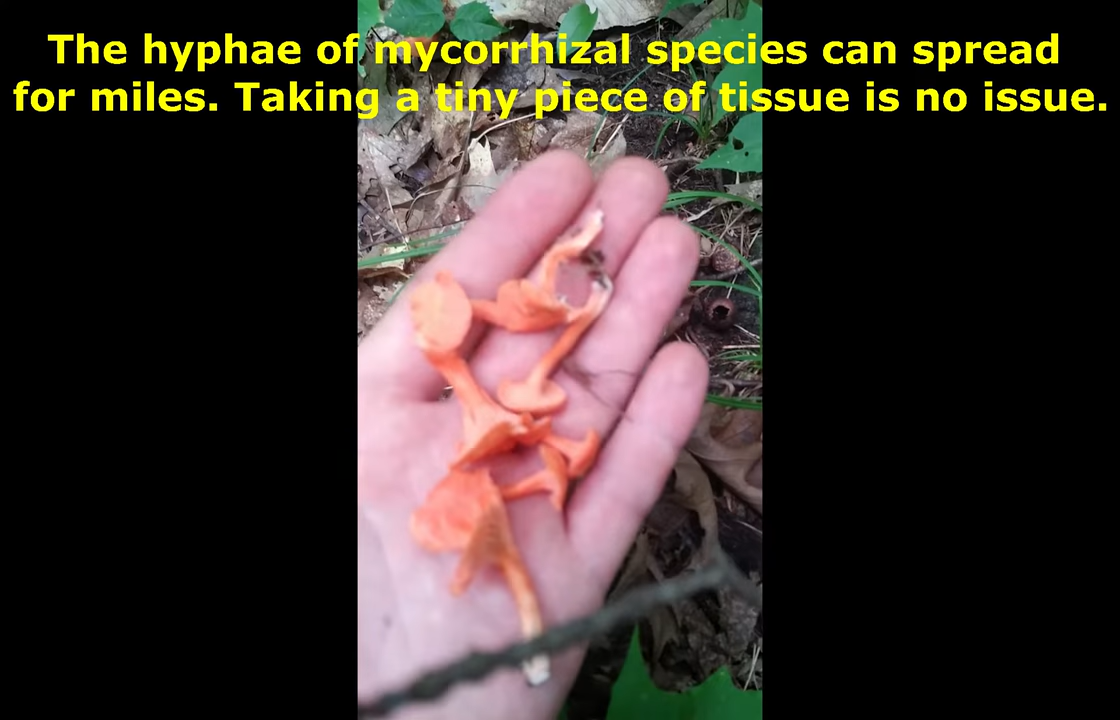 The hyphae of mycorrhizal species can spread
for miles. Taking a tiny piece of tissue is no issue.